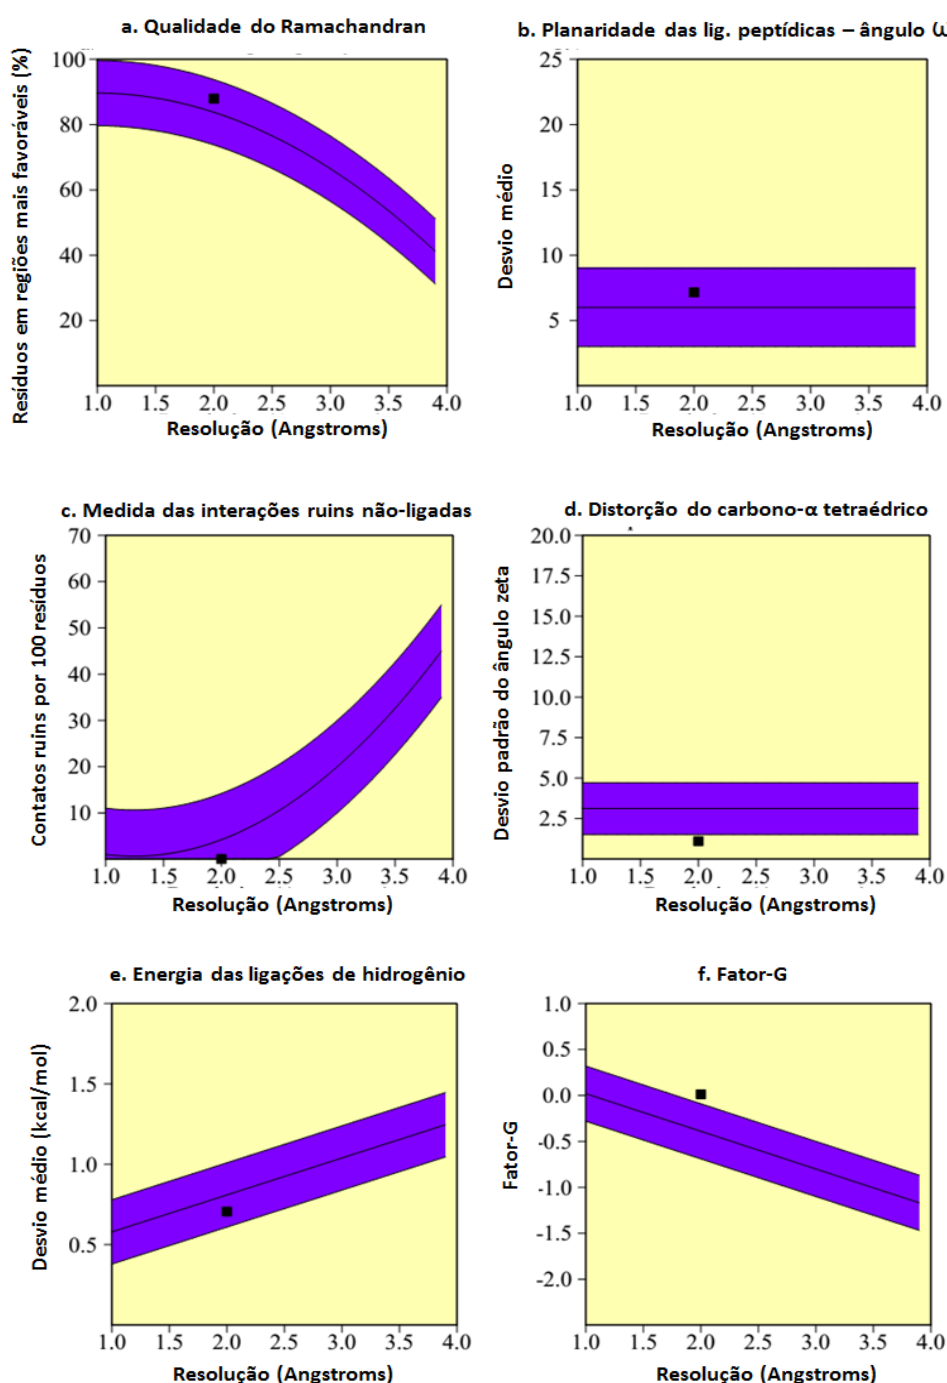 a. Qualidade do Ramachandran
b. Planaridade das lig. peptídicas – ângulo ω
Resíduos em regiões mais favoráveis (%)
100
80
60
40
20
1.0 1.5 2.0 2.5 3.0 3.5 4.0
Resolução (Angstroms)
Desvio médio
25
20
15
10
5
1.0 1.5 2.0 2.5 3.0 3.5 4.0
Resolução (Angstroms)
c. Medida das interações ruins não-ligadas
d. Distorção do carbono-α tetraédrico
Contatos ruins por 100 resíduos
70
60
50
40
30
20
10
1.0 1.5 2.0 2.5 3.0 3.5 4.0
Resolução (Angstroms)
Desvio padrão do ângulo zeta
20.0
17.5
15.0
12.5
10.0
7.5
5.0
2.5
1.0 1.5 2.0 2.5 3.0 3.5 4.0
Resolução (Angstroms)
e. Energia das ligações de hidrogênio
f. Fator-G
Desvio médio (kcal/mol)
2.0
1.5
1.0
0.5
1.0 1.5 2.0 2.5 3.0 3.5 4.0
Resolução (Angstroms)
Fator-G
1.0
0.5
0.0
-0.5
-1.0
-1.5
-2.0
1.0 1.5 2.0 2.5 3.0 3.5 4.0
Resolução (Angstroms)